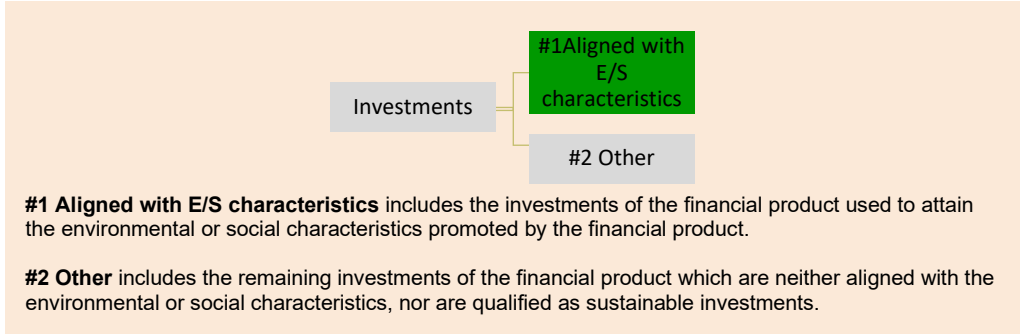 #1Aligned with
E/S
characteristics
Investments
#2 Other
#1 Aligned with E/S characteristics includes the investments of the financial product used to attain
the environmental or social characteristics promoted by the financial product.
#2 Other includes the remaining investments of the financial product which are neither aligned with the
environmental or social characteristics, nor are qualified as sustainable investments.